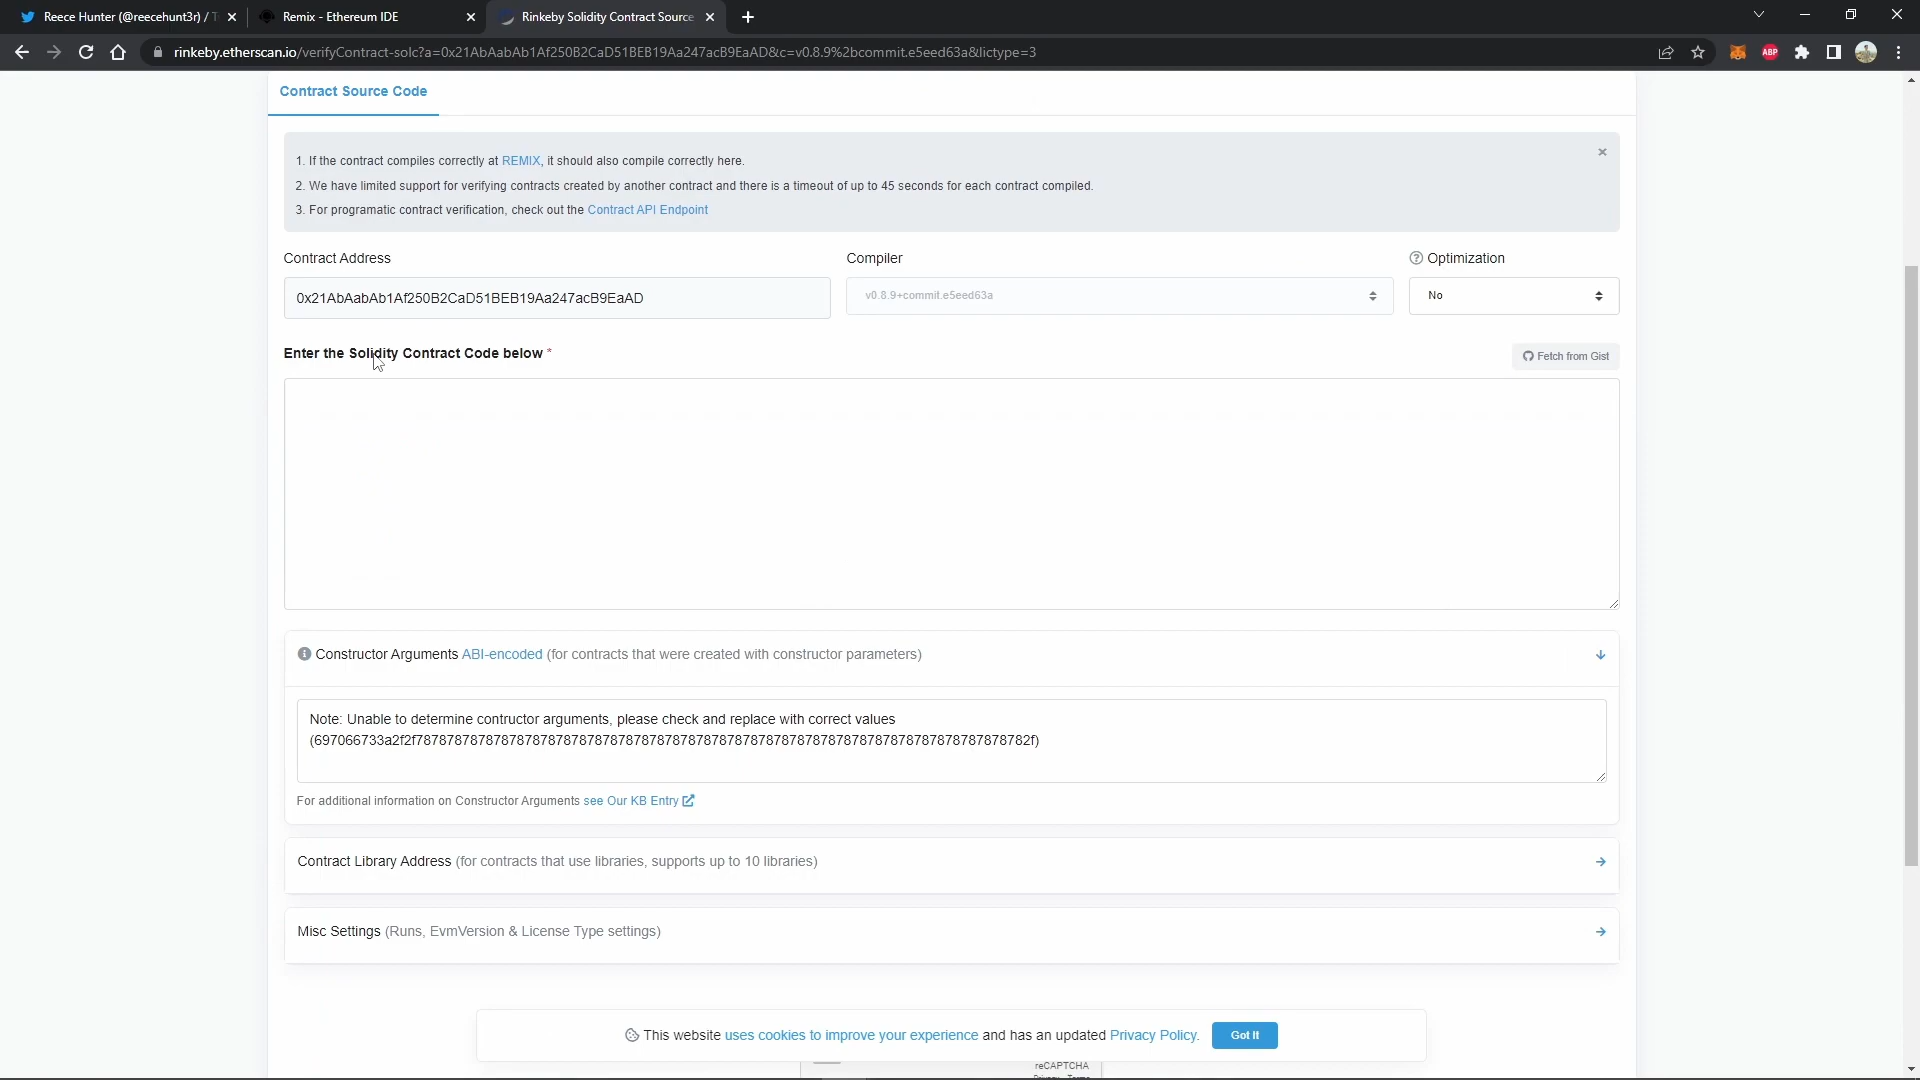 Reece Hunter (@reecehunt3r) / T
Remix - Ethereum IDE
Rinkeby Solidity Contract Source
rinkeby.etherscan.io/verifyContract-solc?a=0x21AbAabAb1Af250B2CaD51BEB19Aa247acB9EaAD&c=v0.8.9%2bcommit.e5eed63a&lictype=3
ABP
Contract Source Code
1. If the contract compiles correctly at REMIX, it should also compile correctly here.
2. We have limited support for verifying contracts created by another contract and there is a timeout of up to 45 seconds for each contract compiled.
3. For programatic contract verification, check out the Contract API Endpoint
Contract Address
Compiler
Optimization
0x21AbAabAb1Af250B2CaD51BEB19Aa247acB9EaAD
v0.8.9+commit.e5eed63a
No
Enter the Solidity Contract Code below *
Fetch from Gist
Constructor Arguments ABI-encoded (for contracts that were created with constructor parameters)
Note: Unable to determine contructor arguments, please check and replace with correct values
For additional information on Constructor Arguments see Our KB Entry
Contract Library Address (for contracts that use libraries, supports up to 10 libraries)
Misc Settings (Runs, EvmVersion & License Type settings)
This website uses cookies to improve your experience and has an updated Privacy Policy.
Got It
reCAPTCHA